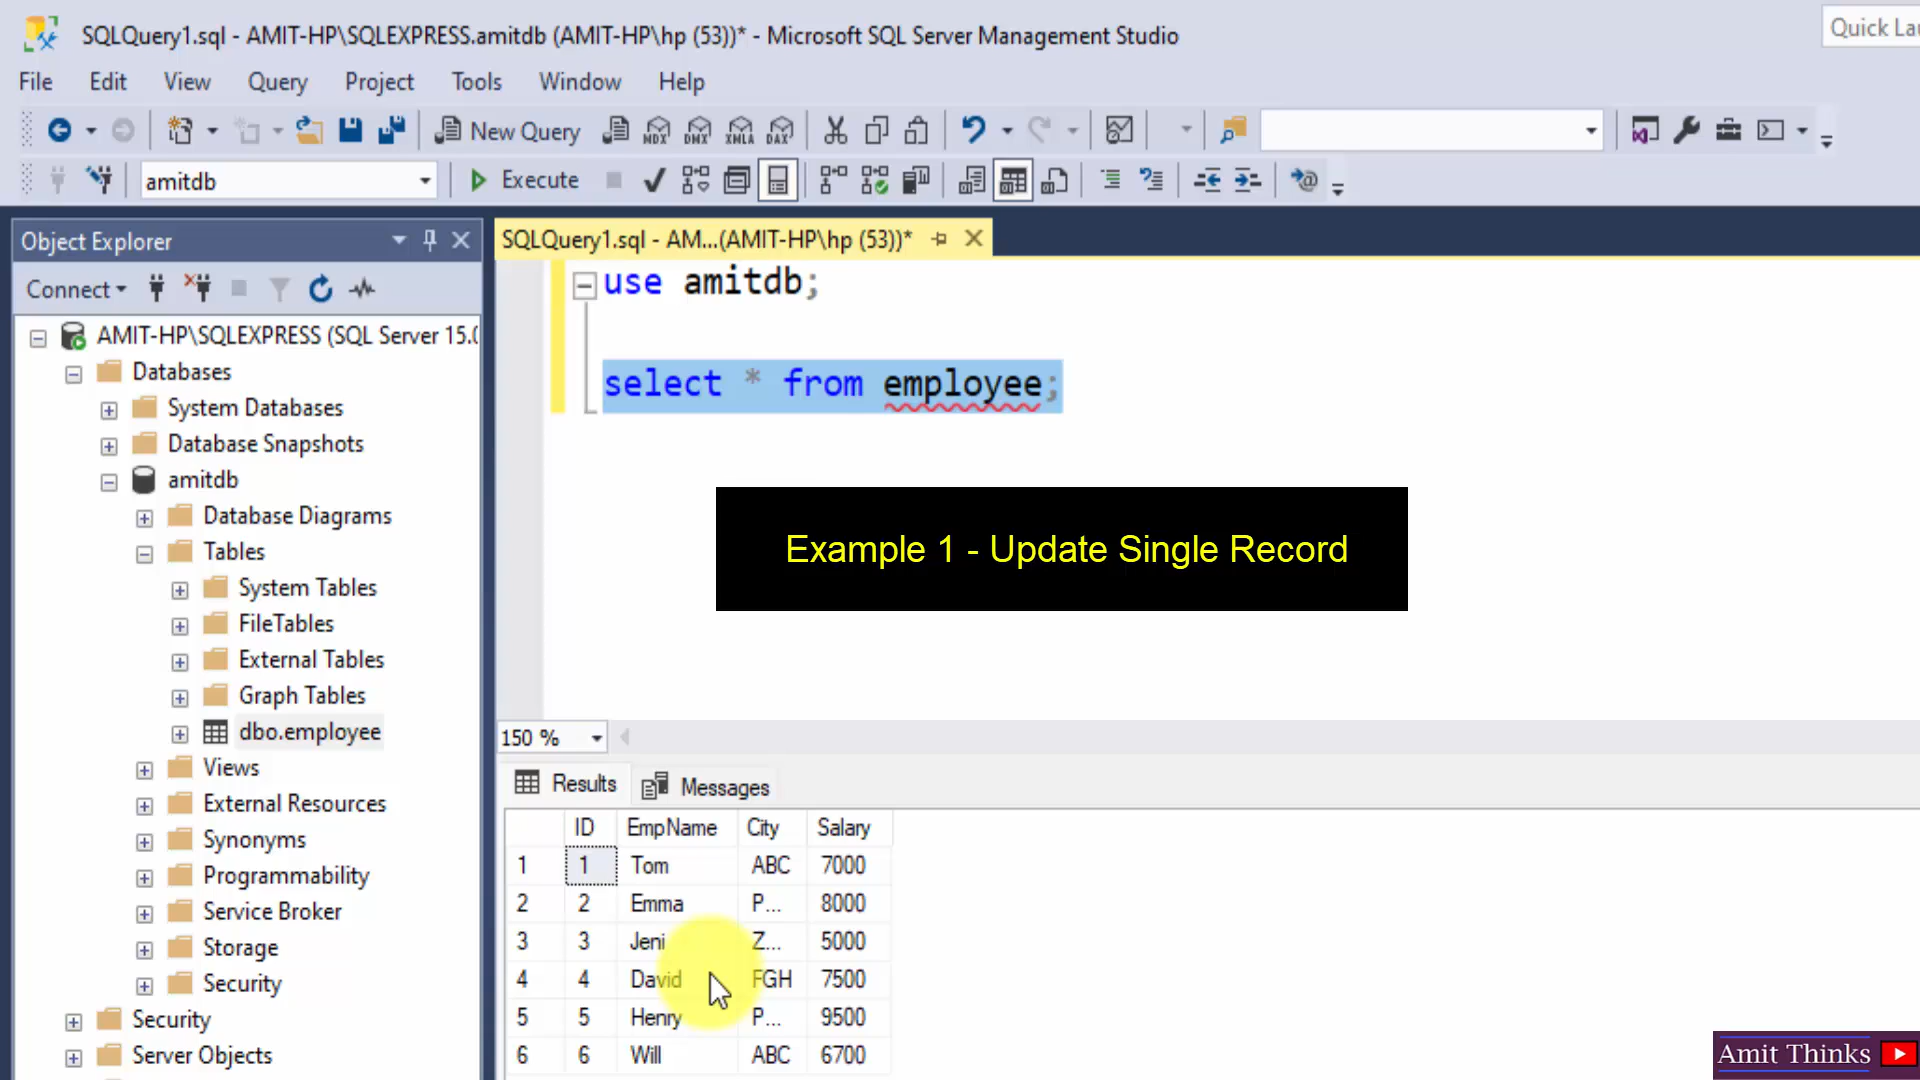 SQLQuery1.sql - AMIT-HP\SQLEXPRESS.amitdb (AMIT-HP\hp (53))* - Microsoft SQL Server Management Studio
Quick Lau
File Edit View Query Project Tools Window Help
New Query MDX DMX XMLA DAX
amitdb Execute
Object Explorer
SQLQuery1.sql - AM...(AMIT-HP\hp (53))*
Connect
AMIT-HP\SQLEXPRESS (SQL Server 15.0
Databases
System Databases
Database Snapshots
amitdb
Database Diagrams
Tables
System Tables
FileTables
External Tables
Graph Tables
dbo.employee
Views
External Resources
Synonyms
Programmability
Service Broker
Storage
Security
Security
Server Objects
use amitdb;
select * from employee;
Example 1 - Update Single Record
150 %
Results Messages
ID EmpName City Salary
1 1 Tom ABC 7000
2 2 Emma P... 8000
3 3 Jeni Z... 5000
4 4 David FGH 7500
5 5 Henry P... 9500
6 6 Will ABC 6700
Amit Thinks